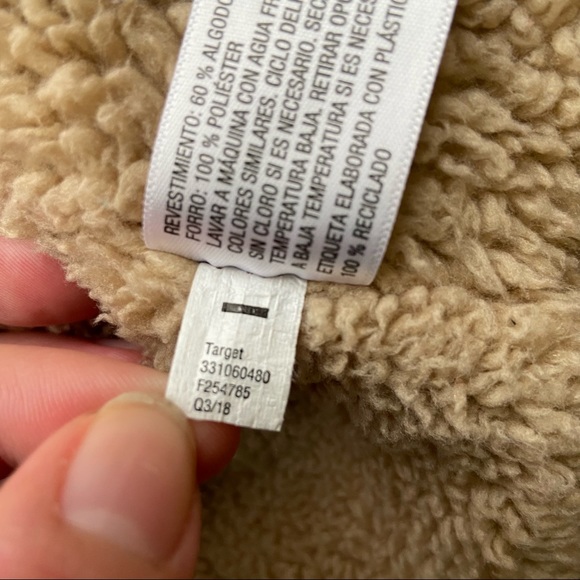 REVESTIMIENTO: 60 % ALGODÓ
FORRO: 100 % POLIÉSTER
LAVAR A MÁQUINA CON AGUA FR
COLORES SIMILARES. CICLO DELI
SIN CLORO SI ES NECESARIO. SEC
TEMPERATURA BAJA. RETIRAR OPO
A BAJA TEMPERATURA SI ES NECES
ETIQUETA ELABORADA CON PLÁSTIC
100 % RECICLADO
Target
331060480
F254785
Q3/18